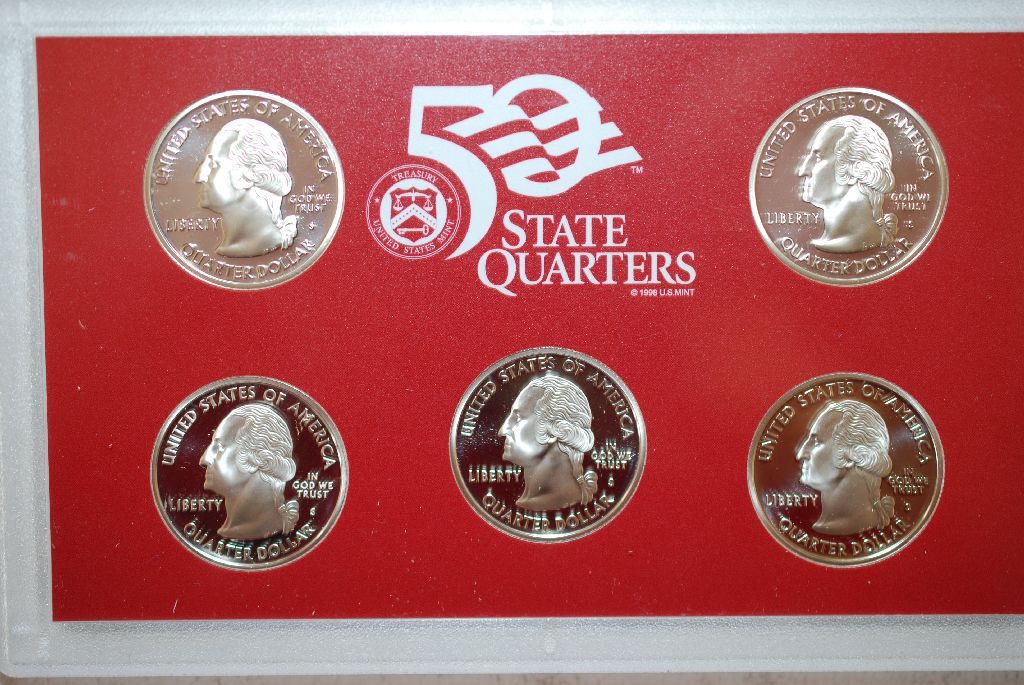 UNITED STATES OF AMERICA
LIBERTY
IN
GOD WE
TRUST
S
QUARTER DOLLAR
50
TM
TREASURY
UNITED STATES MINT
STATE
QUARTERS
© 1998 U.S. MINT
UNITED STATES OF AMERICA
LIBERTY
IN
GOD WE
TRUST
S
QUARTER DOLLAR
UNITED STATES OF AMERICA
LIBERTY
IN
GOD WE
TRUST
S
QUARTER DOLLAR
UNITED STATES OF AMERICA
LIBERTY
IN
GOD WE
TRUST
S
QUARTER DOLLAR
UNITED STATES OF AMERICA
LIBERTY
IN
GOD WE
TRUST
S
QUARTER DOLLAR